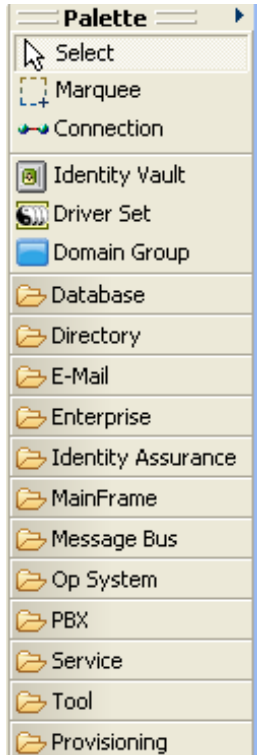 Palette
Select
Marquee
Connection
Identity Vault
Driver Set
Domain Group
Database
Directory
E-Mail
Enterprise
Identity Assurance
MainFrame
Message Bus
Op System
PBX
Service
Tool
Provisioning